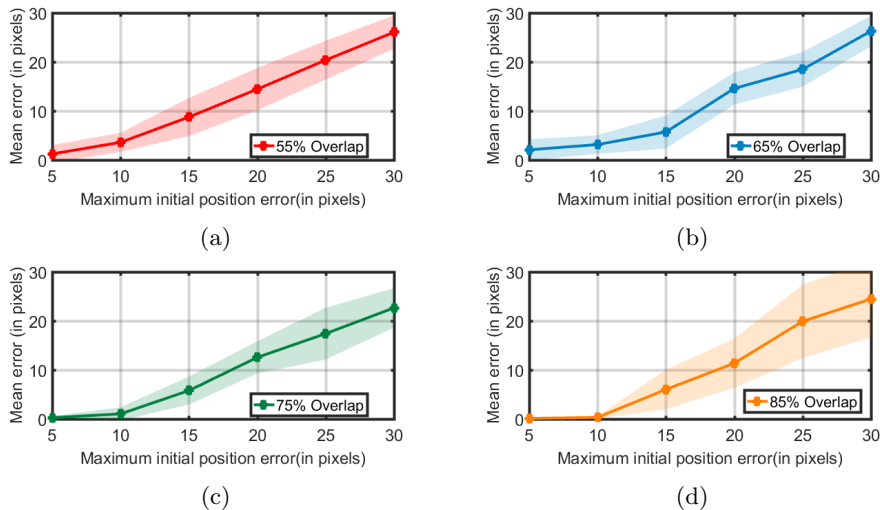 Mean error (in pixels)
30
20
10
0
55% Overlap
5 10 15 20 25 30
Maximum initial position error(in pixels)
(a)
Mean error (in pixels)
30
20
10
0
65% Overlap
5 10 15 20 25 30
Maximum initial position error(in pixels)
(b)
Mean error (in pixels)
30
20
10
0
75% Overlap
5 10 15 20 25 30
Maximum initial position error(in pixels)
(c)
Mean error (in pixels)
30
20
10
0
85% Overlap
5 10 15 20 25 30
Maximum initial position error(in pixels)
(d)